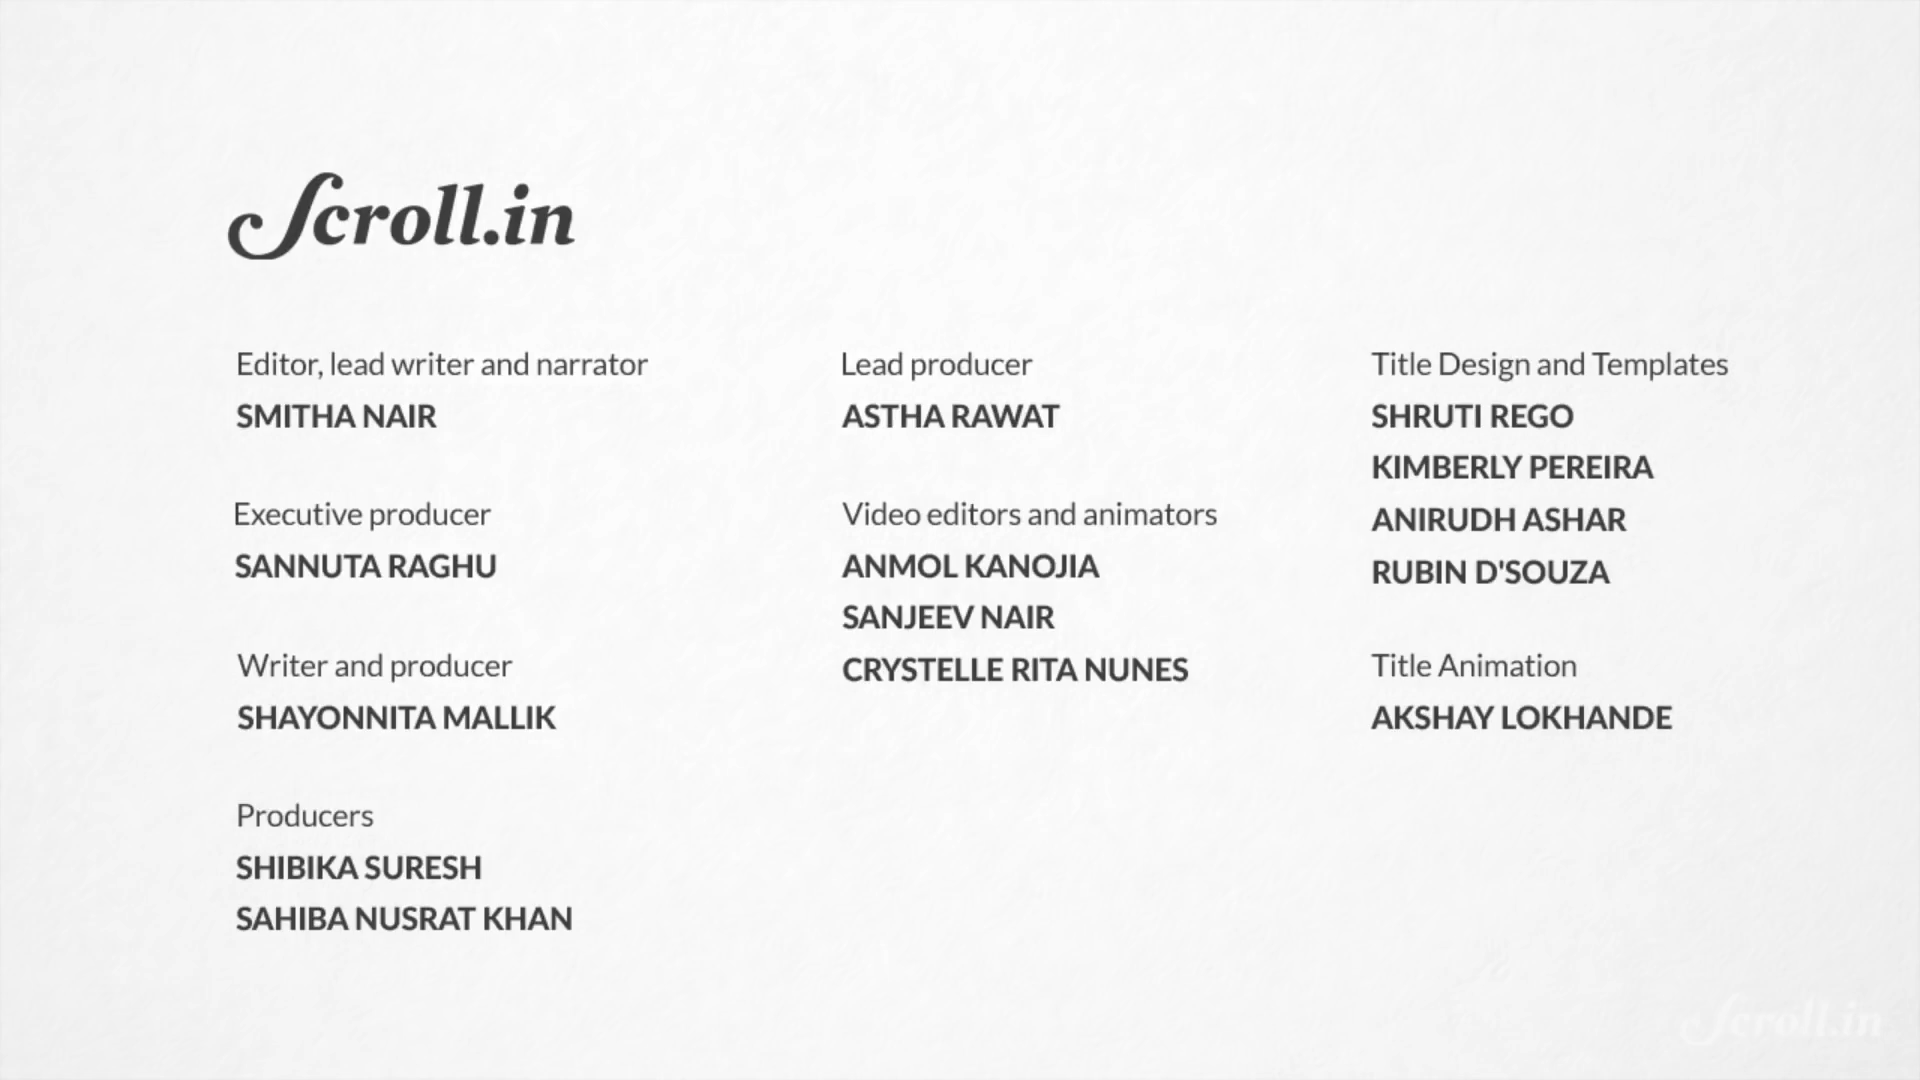 Scroll.in
Editor, lead writer and narrator
SMITHA NAIR
Executive producer
SANNUTA RAGHU
Writer and producer
SHAYONNITA MALLIK
Producers
SHIBIKA SURESH
SAHIBA NUSRAT KHAN
Lead producer
ASTHA RAWAT
Video editors and animators
ANMOL KANOJIA
SANJEEV NAIR
CRYSTELLE RITA NUNES
Title Design and Templates
SHRUTI REGO
KIMBERLY PEREIRA
ANIRUDH ASHAR
RUBIN D'SOUZA
Title Animation
AKSHAY LOKHANDE
Scroll.in